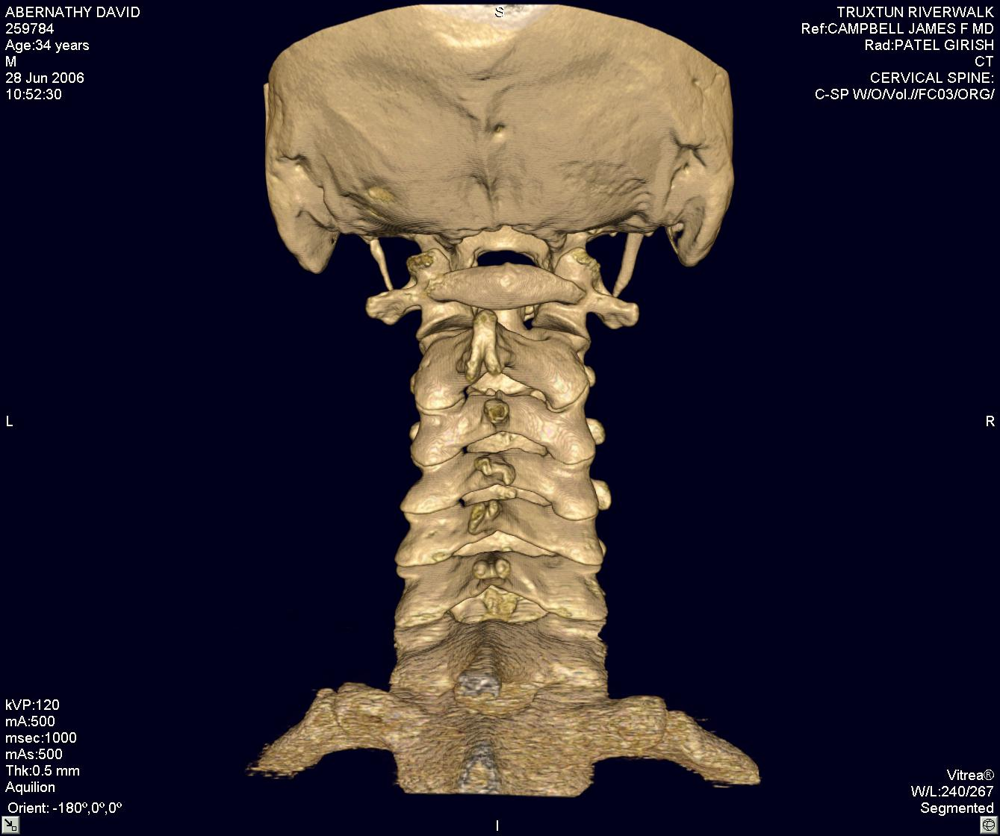 ABERNATHY DAVID
259784
Age:34 years
M
28 Jun 2006
10:52:30
S
TRUXTUN RIVERWALK
Ref:CAMPBELL JAMES F MD
Rad:PATEL GIRISH
CT
CERVICAL SPINE:
C-SP W/O/Vol.//FC03/ORG/
L
R
kVP:120
mA:500
msec:1000
mAs:500
Thk:0.5 mm
Aquilion
Orient: -180º,0º,0º
I
Vitrea®
W/L:240/267
Segmented